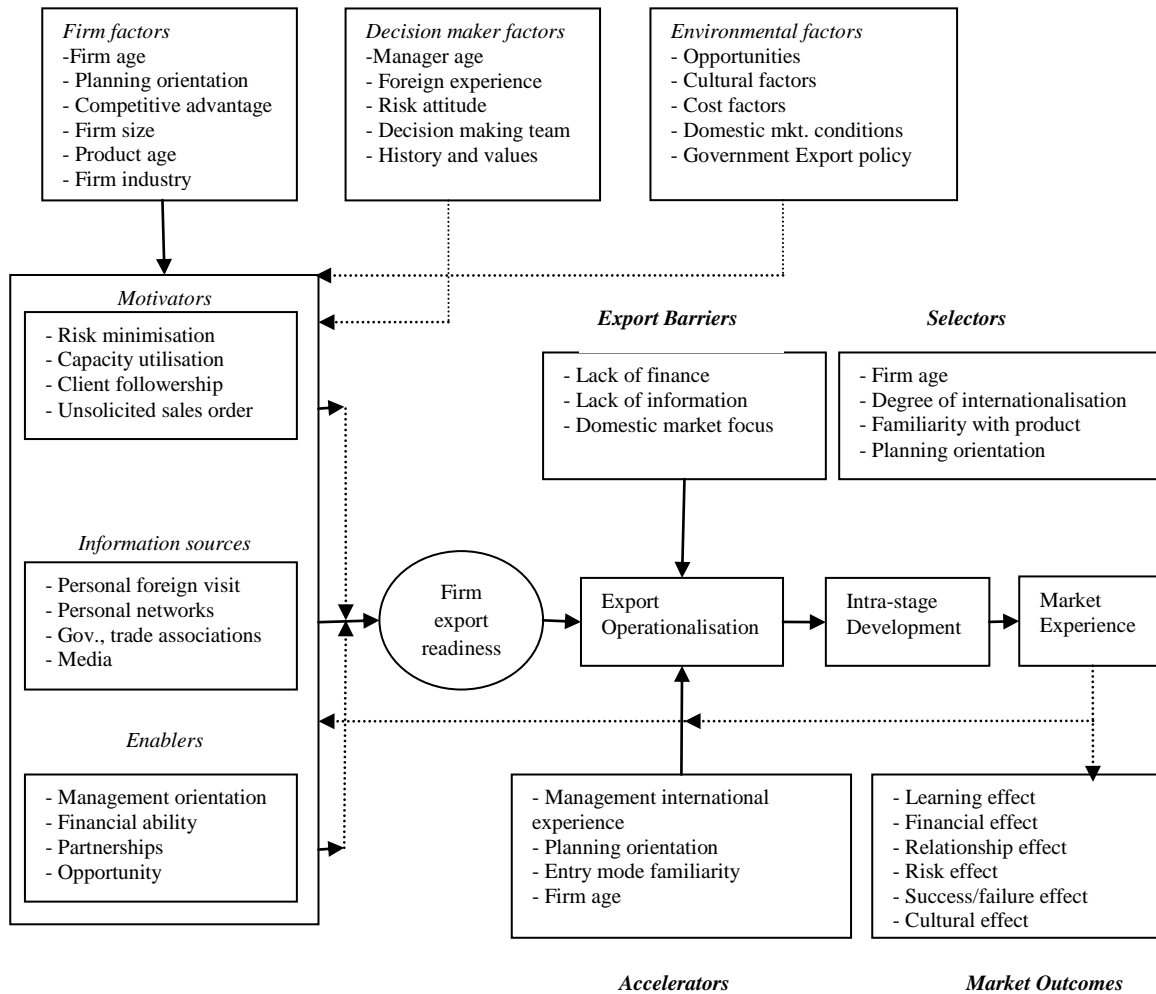 Firm factors
-Firm age
- Planning orientation
- Competitive advantage
- Firm size
- Product age
- Firm industry
Decision maker factors
-Manager age
- Foreign experience
- Risk attitude
- Decision making team
- History and values
Environmental factors
- Opportunities
- Cultural factors
- Cost factors
- Domestic mkt. conditions
- Government Export policy
Motivators
- Risk minimisation
- Capacity utilisation
- Client followership
- Unsolicited sales order
Export Barriers
- Lack of finance
- Lack of information
- Domestic market focus
Selectors
- Firm age
- Degree of internationalisation
- Familiarity with product
- Planning orientation
Information sources
- Personal foreign visit
- Personal networks
- Gov., trade associations
- Media
Firm
export
readiness
Export
Operationalisation
Intra-stage
Development
Market
Experience
Enablers
- Management orientation
- Financial ability
- Partnerships
- Opportunity
- Management international
experience
- Planning orientation
- Entry mode familiarity
- Firm age
Accelerators
- Learning effect
- Financial effect
- Relationship effect
- Risk effect
- Success/failure effect
- Cultural effect
Market Outcomes